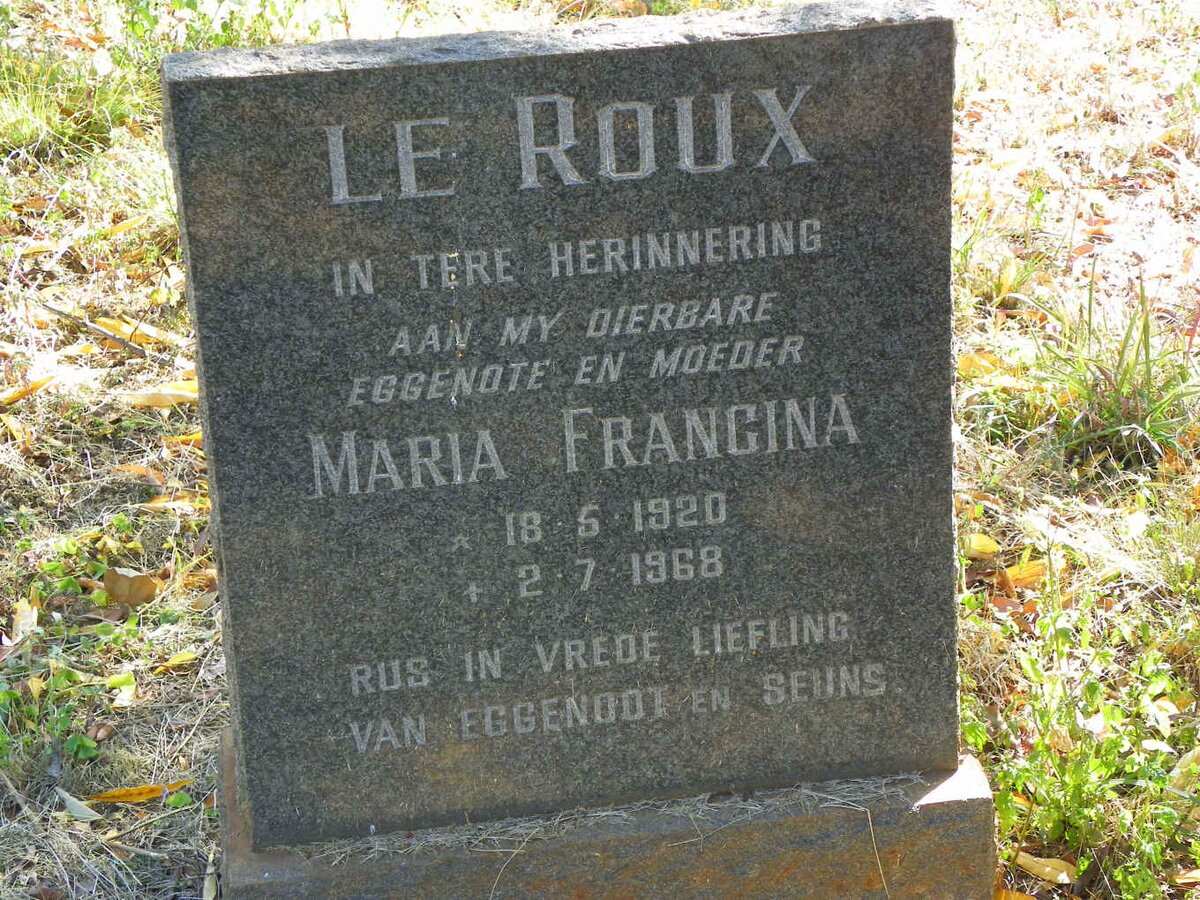 LE ROUX
IN TERE HERINNERING
AAN MY DIERBARE
EGGENOTE EN MOEDER
MARIA FRANCINA
* 18·5·1920
+ 2·7·1968
RUS IN VREDE LIEFLING
VAN EGGENOOT EN SEUNS